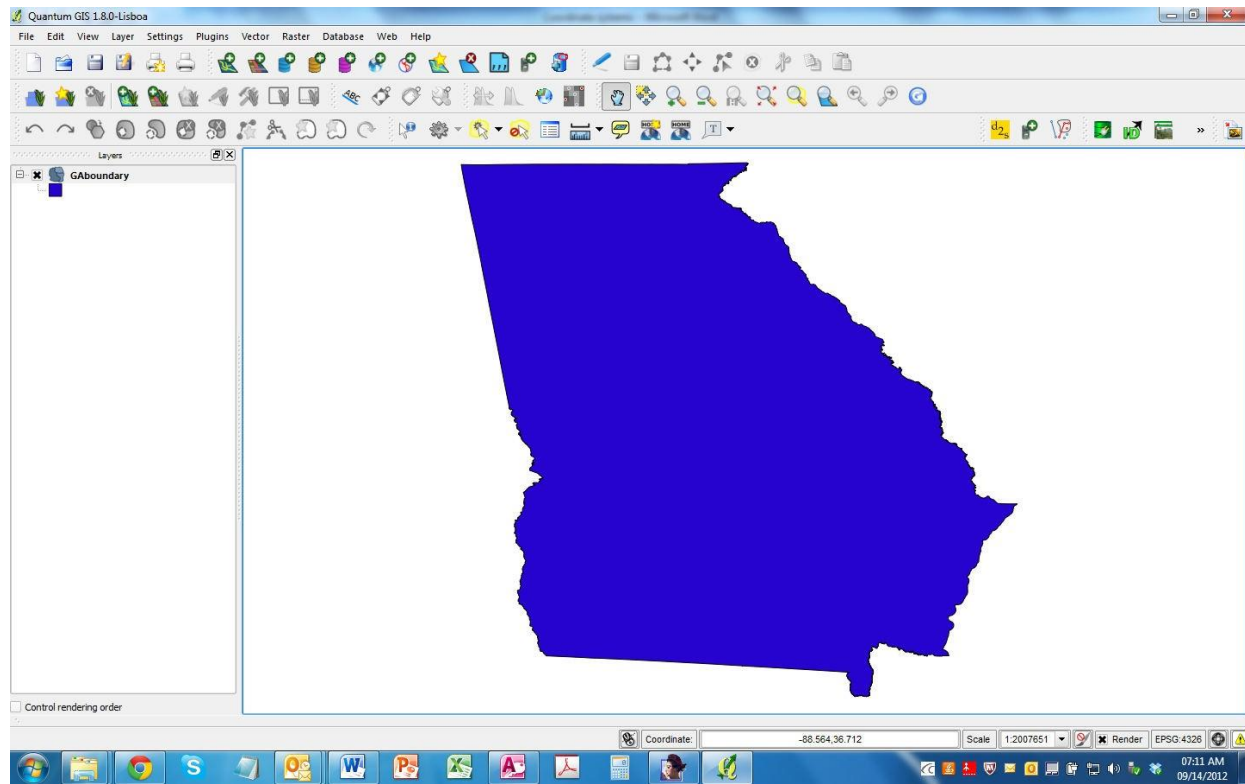 Quantum GIS 1.8.0-Lisboa
File Edit View Layer Settings Plugins Vector Raster Database Web Help
Layers
GAboundary
Control rendering order
Coordinate: -88.564,36.712 Scale 1:2007651 Render EPSG:4326
07:11 AM
09/14/2012